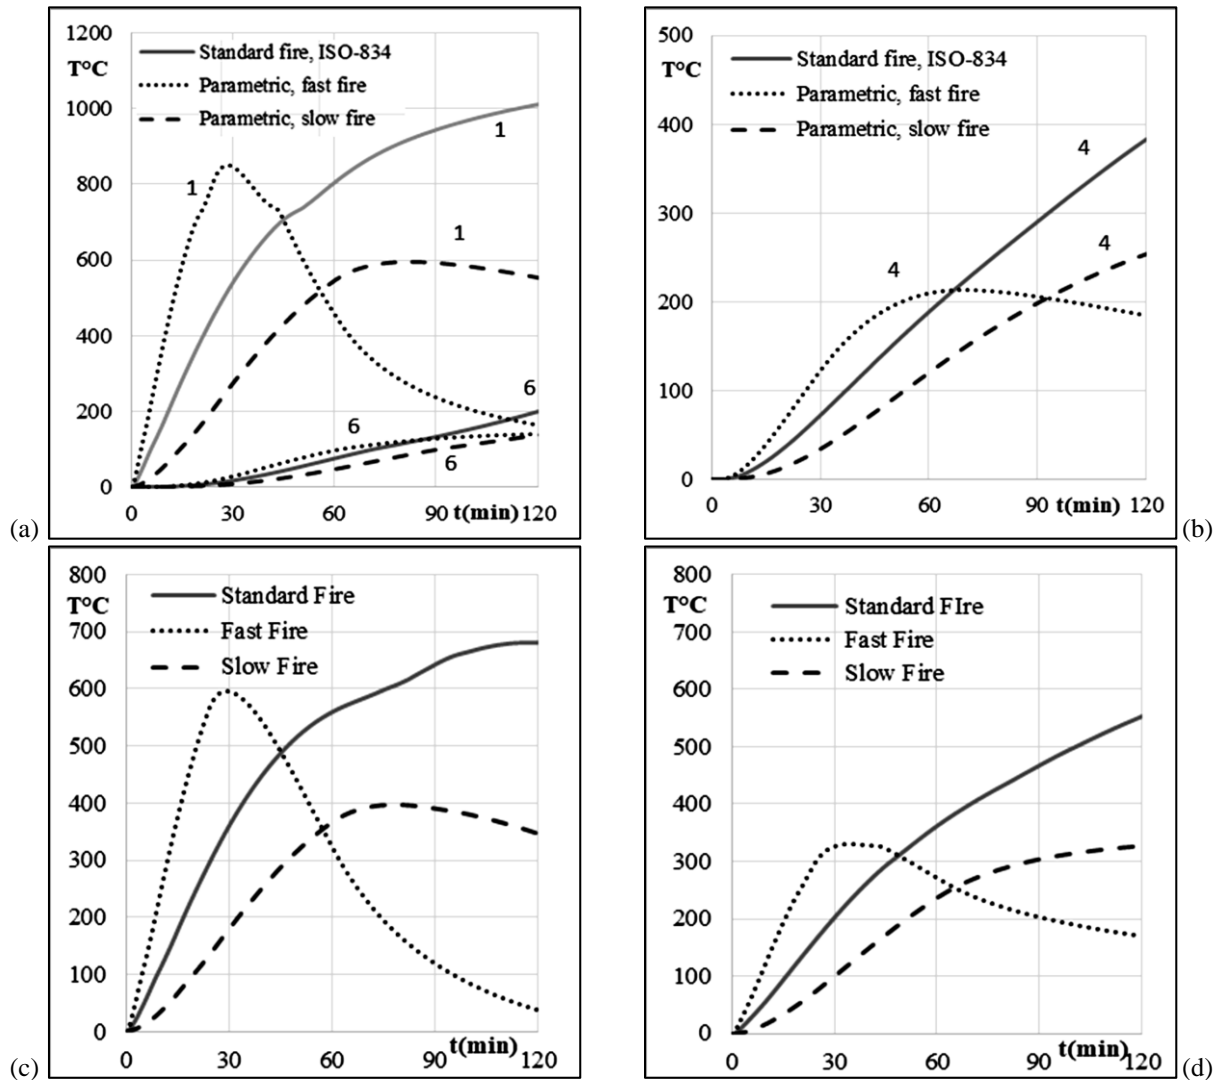 1200
T°C
1000
800
600
400
200
0
Standard fire, ISO-834
Parametric, fast fire
Parametric, slow fire
1
1
1
6
6
6
0 30 60 90 t(min) 120
(a)
500
T°C
400
300
200
100
0
Standard fire, ISO-834
Parametric, fast fire
Parametric, slow fire
4
4
4
0 30 60 90 t(min) 120
(b)
800
T°C
700
600
500
400
300
200
100
0
Standard Fire
Fast Fire
Slow Fire
t(min)
0 30 60 90 120
(c)
800
T°C
700
600
500
400
300
200
100
0
Standard FIre
Fast Fire
Slow Fire
t(min)
0 30 60 90 120
(d)